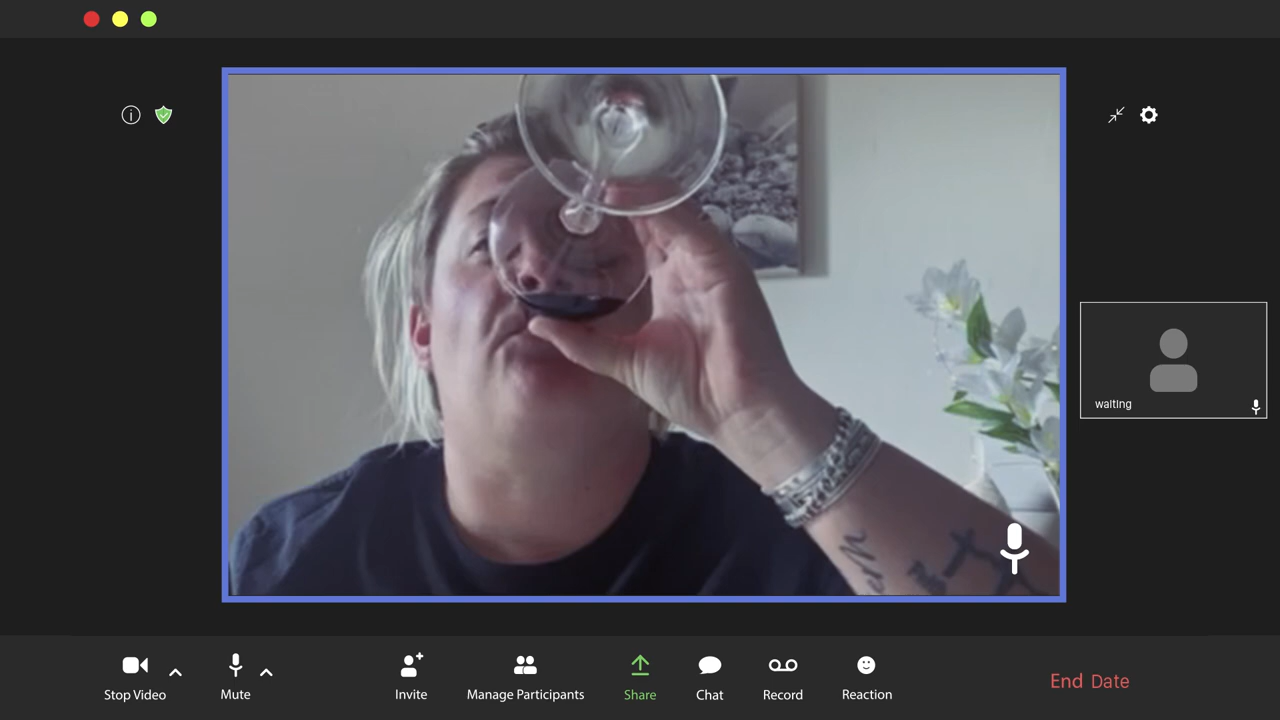 waiting
Stop Video
Mute
Invite
Manage Participants
Share
Chat
Record
Reaction
End Date